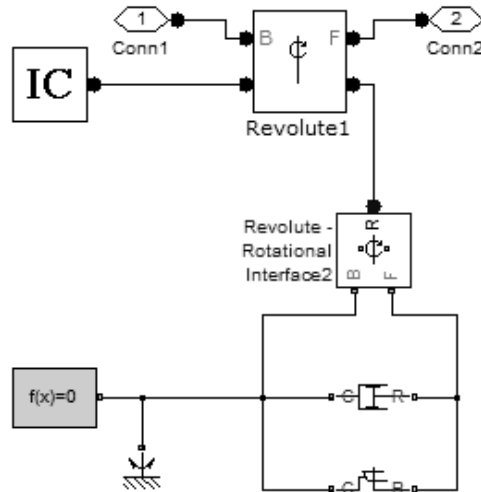 1
2
Conn1
Conn2
B
F
IC
Revolute1
R
Revolute -
Rotational
Interface2
B
F
f(x)=0
C
R
C
R